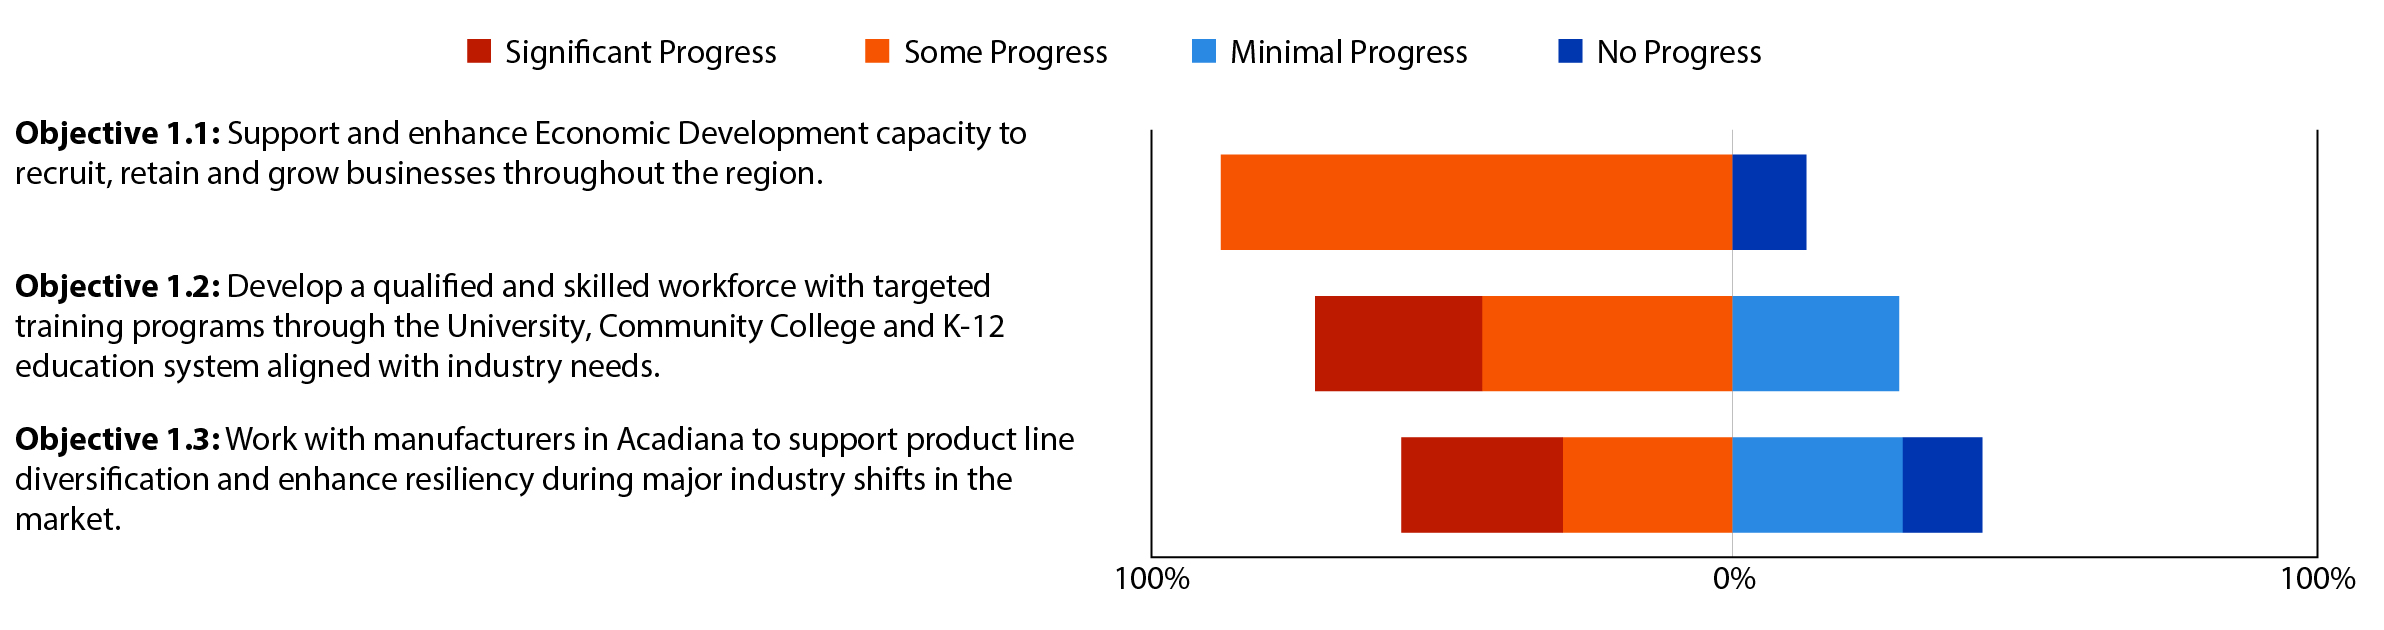 Significant Progress
Some Progress
Minimal Progress
No Progress
Objective 1.1: Support and enhance Economic Development capacity to
recruit, retain and grow businesses throughout the region.
Objective 1.2: Develop a qualified and skilled workforce with targeted
training programs through the University, Community College and K-12
education system aligned with industry needs.
Objective 1.3: Work with manufacturers in Acadiana to support product line
diversification and enhance resiliency during major industry shifts in the
market.
100%
0%
100%